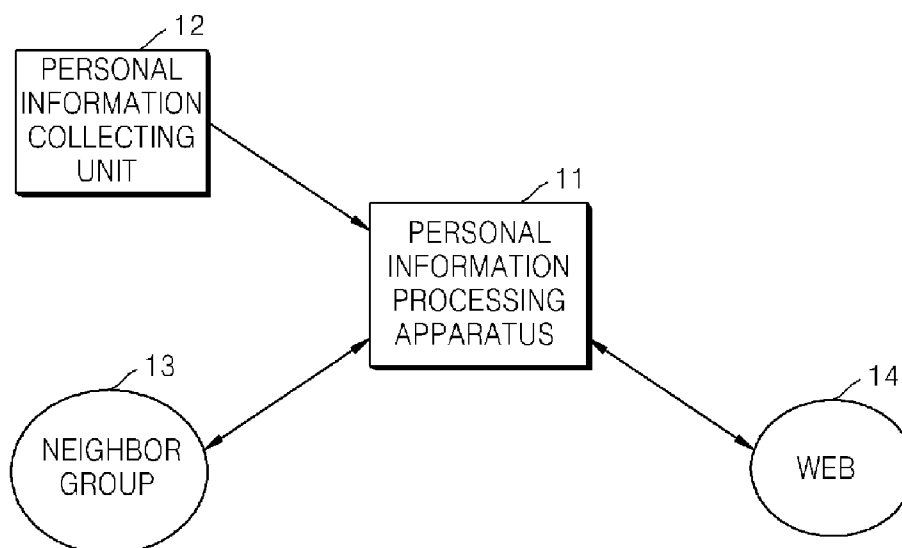 12
PERSONAL
INFORMATION
COLLECTING
UNIT
11
PERSONAL
INFORMATION
PROCESSING
APPARATUS
13
NEIGHBOR
GROUP
14
WEB